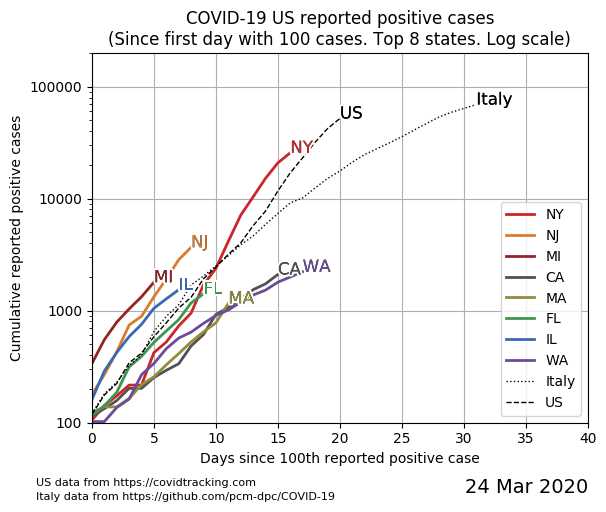 COVID-19 US reported positive cases
(Since first day with 100 cases. Top 8 states. Log scale)
Cumulative reported positive cases
100000
10000
1000
100
Italy
US
NY
NJ
MI
IL
FL
MA
CA
WA
NY
NJ
MI
CA
MA
FL
IL
WA
Italy
US
0 5 10 15 20 25 30 35 40
Days since 100th reported positive case
US data from https://covidtracking.com
Italy data from https://github.com/pcm-dpc/COVID-19
24 Mar 2020